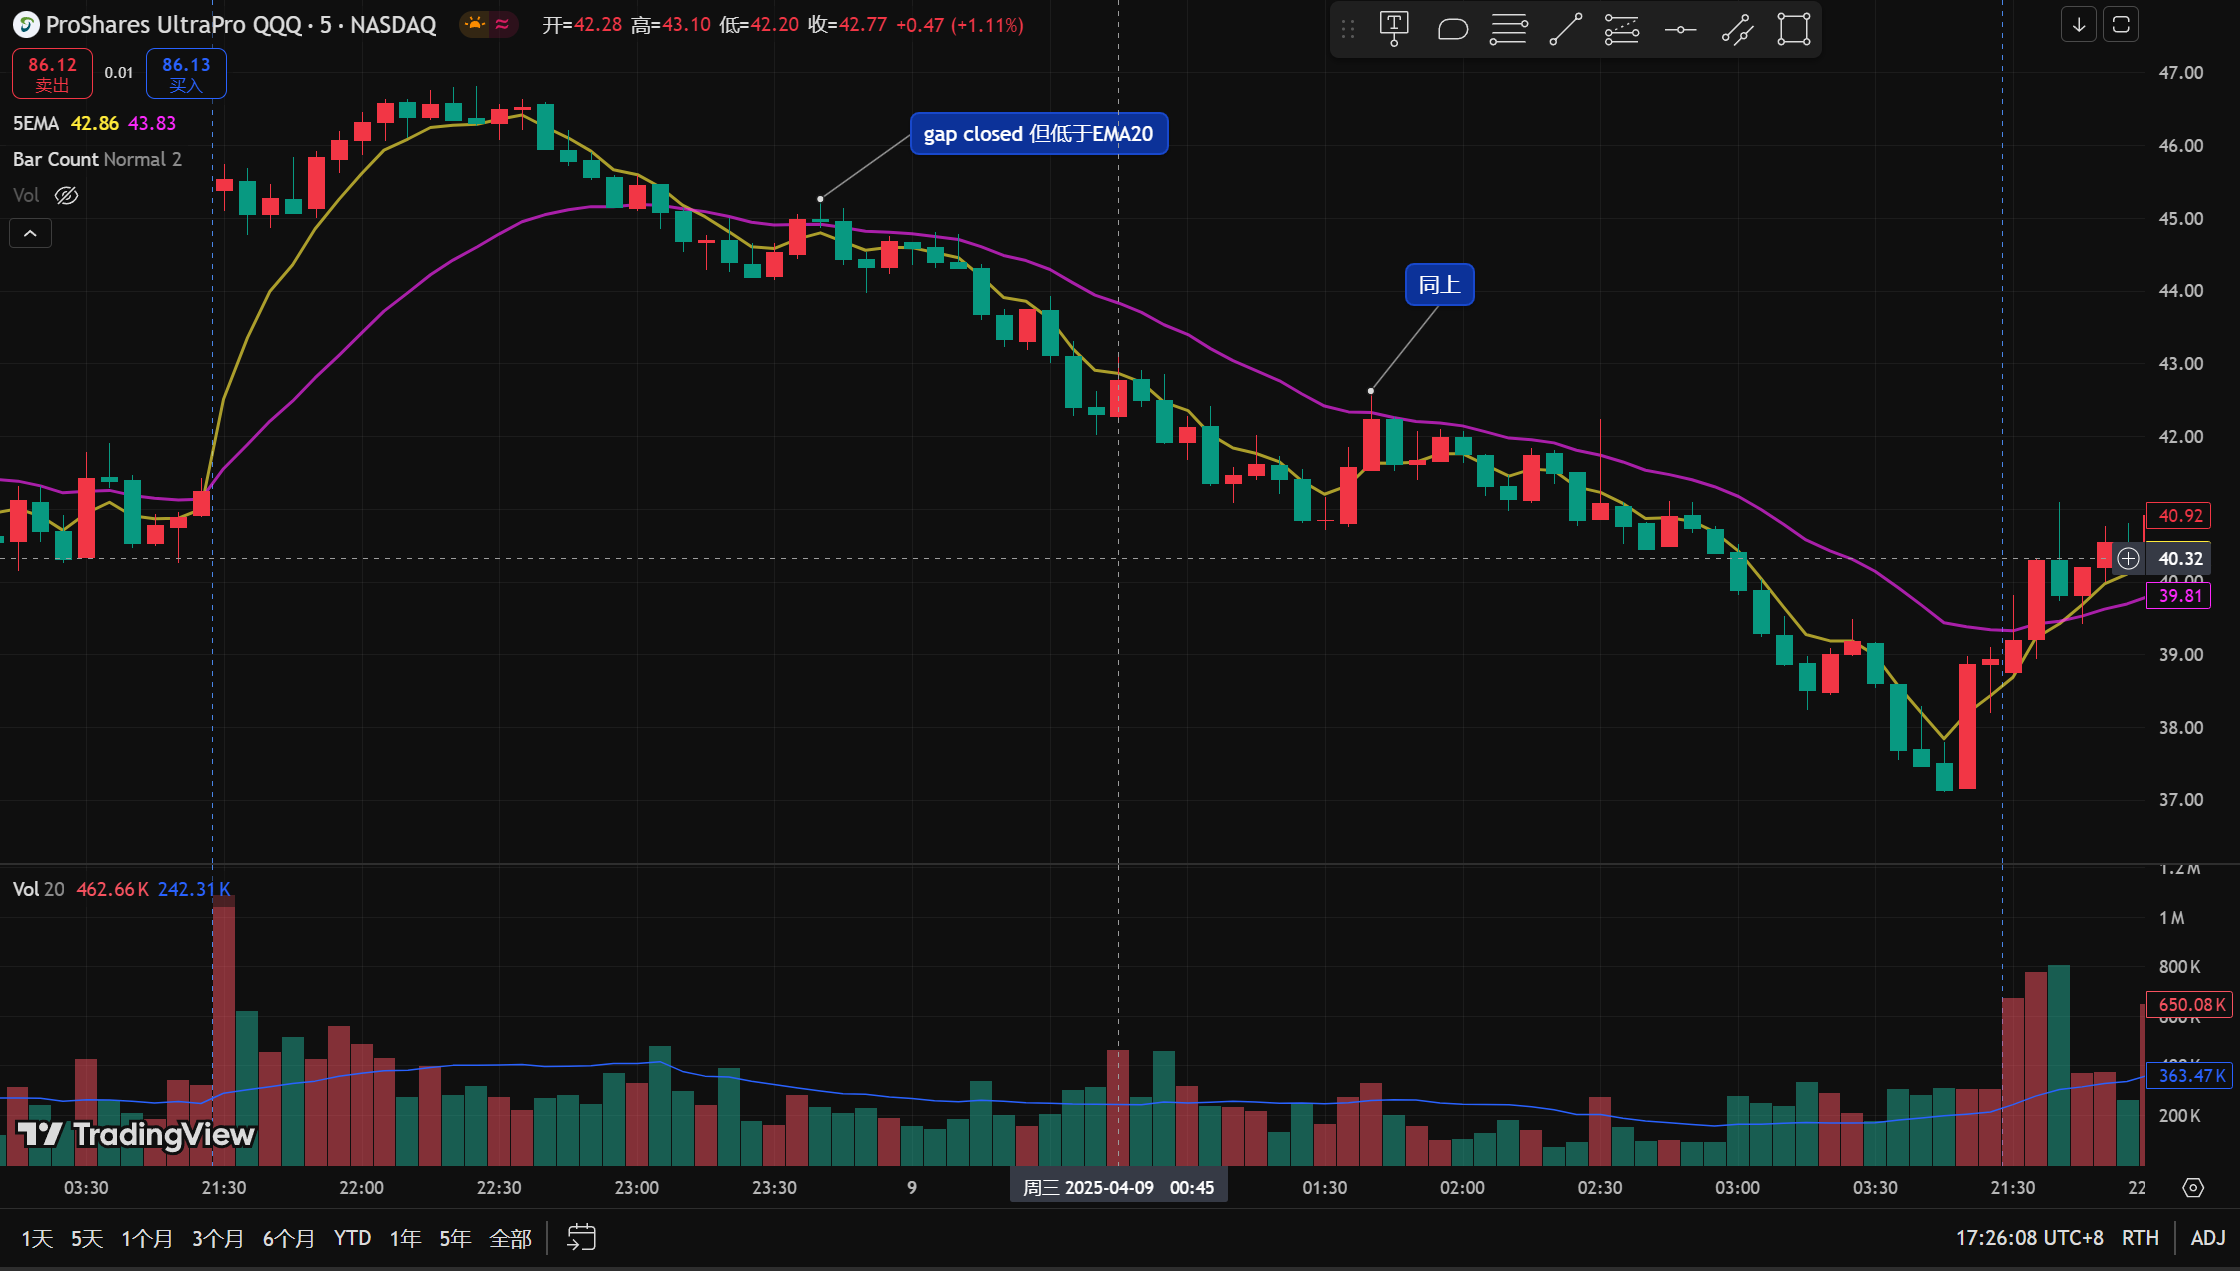 ProShares UltraPro QQQ · 5 · NASDAQ
≈
开=42.28 高=43.10 低=42.20 收=42.77 +0.47 (+1.11%)
86.12
卖出
0.01
86.13
买入
5EMA 42.86 43.83
Bar Count Normal 2
Vol
gap closed 但低于EMA20
同上
47.00
46.00
45.00
44.00
43.00
42.00
40.92
40.32
40.00
39.81
39.00
38.00
37.00
Vol 20 462.66 K 242.31 K
1.2 M
1 M
800 K
650.08 K
600 K
400 K
363.47 K
200 K
TradingView
03:30
21:30
22:00
22:30
23:00
23:30
9
周三 2025-04-09 00:45
01:30
02:00
02:30
03:00
03:30
21:30
22
1天 5天 1个月 3个月 6个月 YTD 1年 5年 全部
17:26:08 UTC+8 RTH ADJ